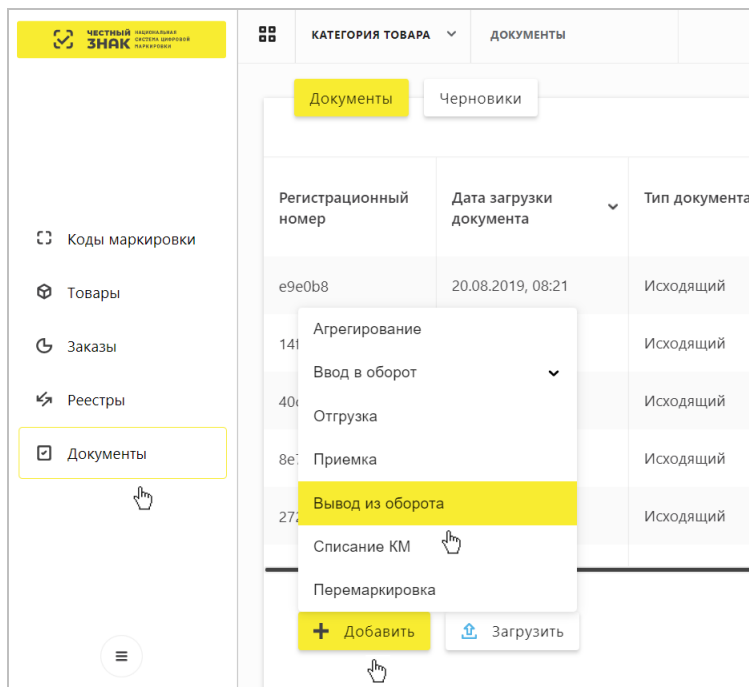 ЧЕСТНЫЙ ЗНАК
НАЦИОНАЛЬНАЯ СИСТЕМА ЦИФРОВОЙ МАРКИРОВКИ
КАТЕГОРИЯ ТОВАРА
ДОКУМЕНТЫ
Коды маркировки
Товары
Заказы
Реестры
Документы
Документы
Черновики
Регистрационный номер
Дата загрузки документа
Тип документа
e9e0b8
20.08.2019, 08:21
Исходящий
Исходящий
Исходящий
Исходящий
Исходящий
Агрегирование
Ввод в оборот
Отгрузка
Приемка
Вывод из оборота
Списание КМ
Перемаркировка
Добавить
Загрузить